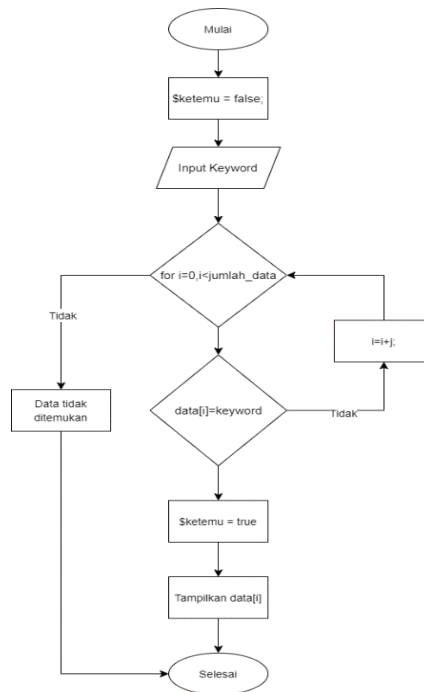 Mulai
$ketemu = false;
Input Keyword
for i=0,i<jumlah_data
Tidak
i=i+j;
Data tidak
ditemukan
data[i]=keyword
Tidak
$ketemu = true
Tampilkan data[i]
Selesai